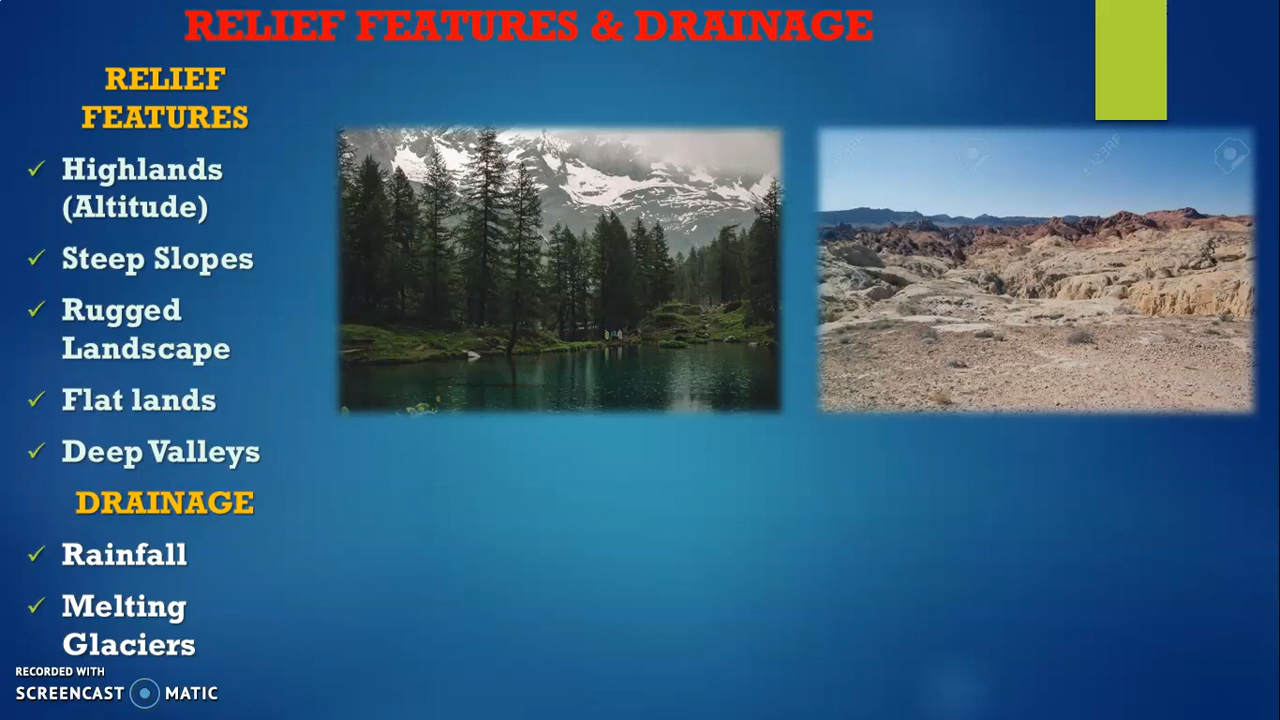 RELIEF FEATURES & DRAINAGE
RELIEF
FEATURES
Highlands
(Altitude)
Steep Slopes
Rugged
Landscape
Flat lands
Deep Valleys
DRAINAGE
Rainfall
Melting
Glaciers
RECORDED WITH
SCREENCAST MATIC